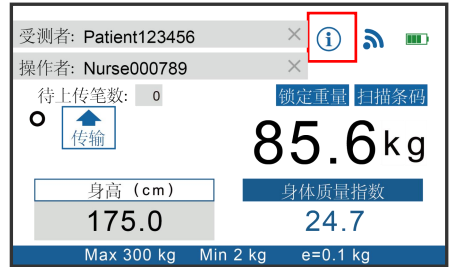 受测者: Patient123456 ×
操作者: Nurse000789 ×
待上传笔数: 0
锁定重量 扫描条码
传输
85.6kg
身高 (cm) 身体质量指数
175.0 24.7
Max 300 kg Min 2 kg e=0.1 kg